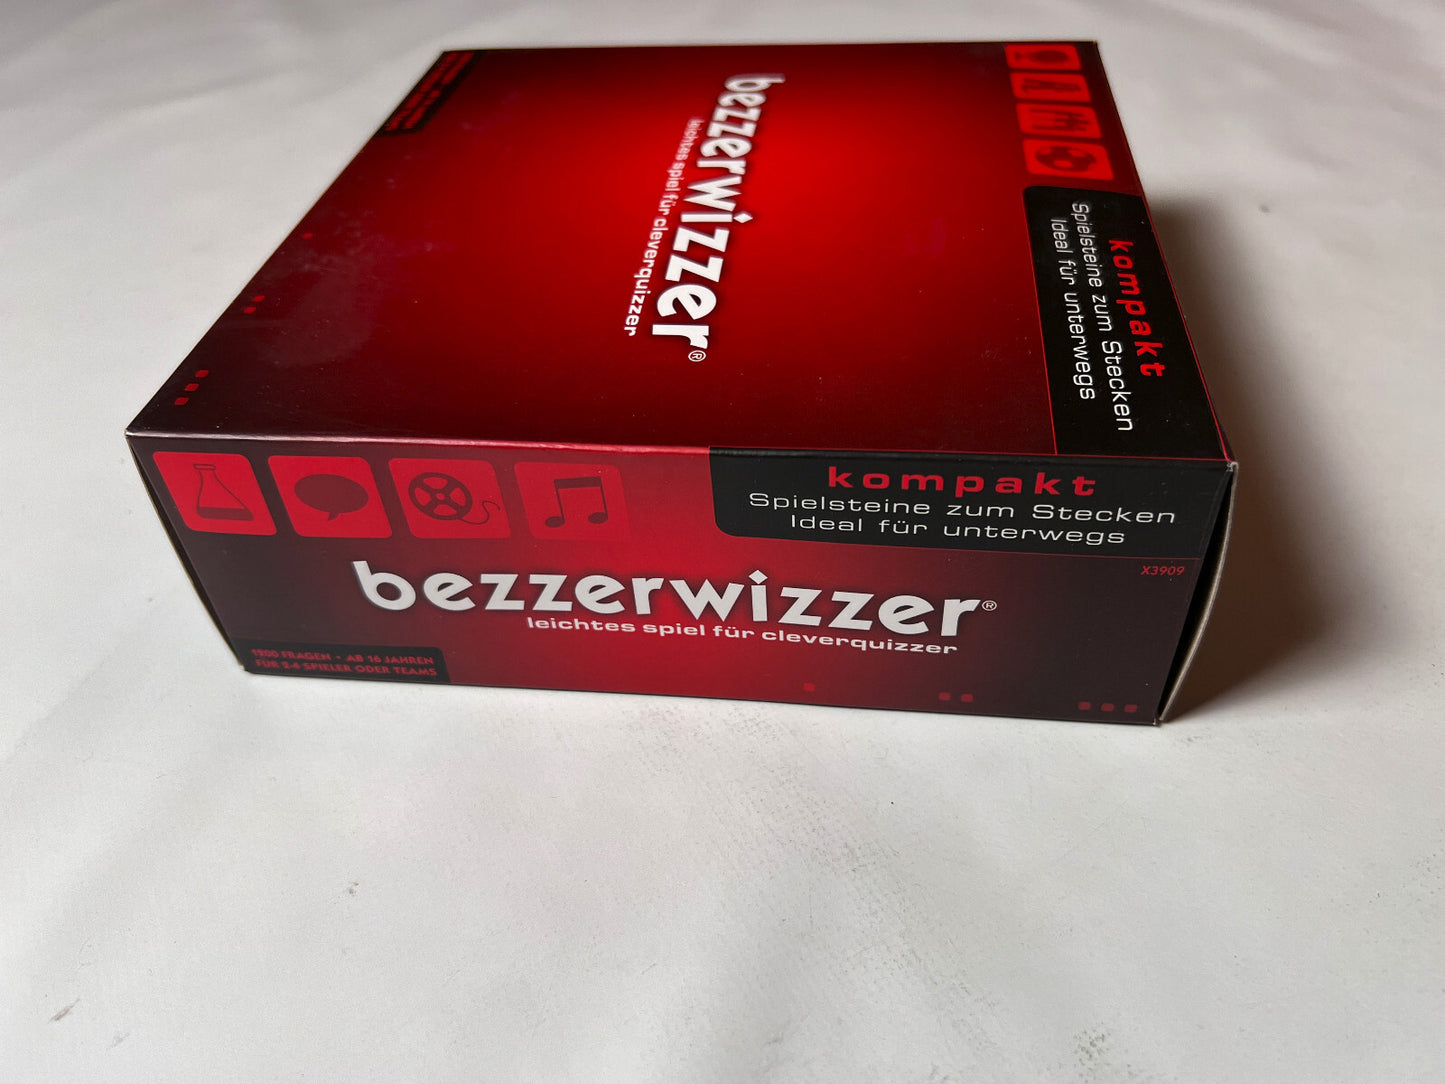 bezzerwizzer®
leichtes spiel für cleverquizzer
kompakt
Spielsteine zum Stecken
Ideal für unterwegs
kompakt
Spielsteine zum Stecken
Ideal für unterwegs
X3909
bezzerwizzer®
leichtes spiel für cleverquizzer
1200 FRAGEN • AB 16 JAHREN
FÜR 2-4 SPIELER ODER TEAMS